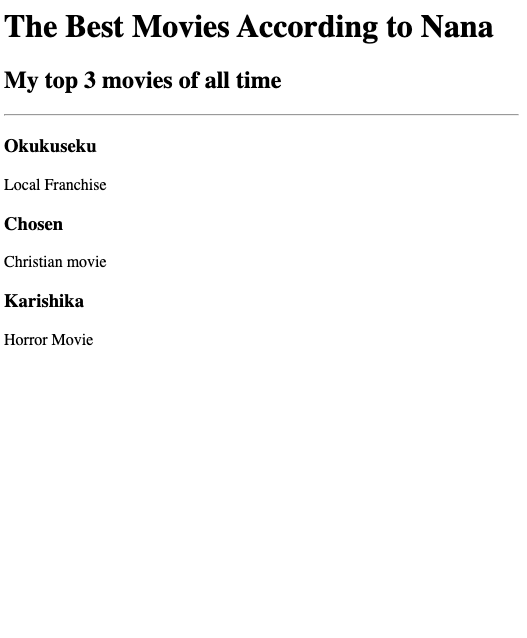 The Best Movies According to Nana
My top 3 movies of all time
Okukuseku
Local Franchise
Chosen
Christian movie
Karishika
Horror Movie